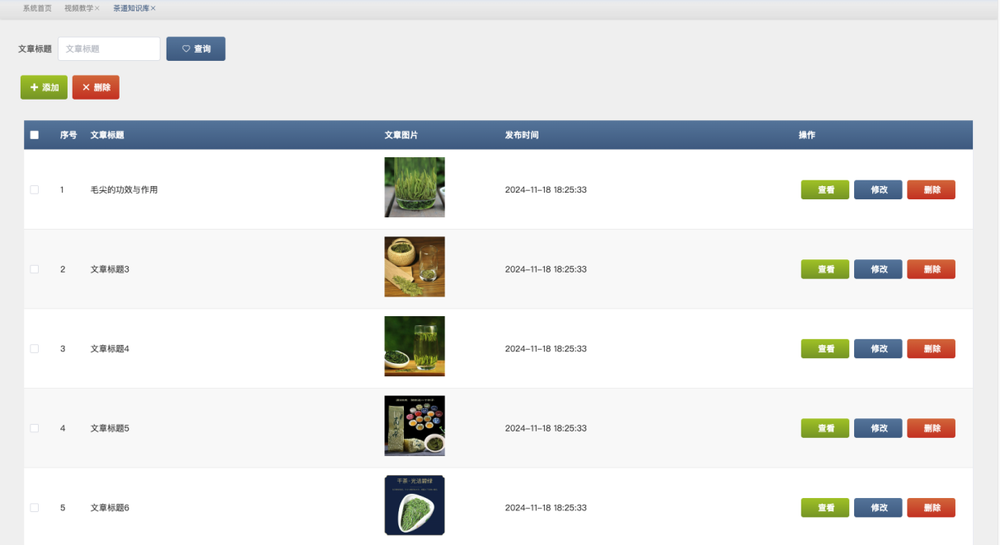 系统首页 视频教学× 茶道知识库×
文章标题 文章标题 查询
+ 添加 × 删除
序号 文章标题 文章图片 发布时间 操作
1 毛尖的功效与作用 2024-11-18 18:25:33 查看 修改 删除
2 文章标题3 2024-11-18 18:25:33 查看 修改 删除
3 文章标题4 2024-11-18 18:25:33 查看 修改 删除
4 文章标题5 2024-11-18 18:25:33 查看 修改 删除
干茶·光洁碧绿
5 文章标题6 2024-11-18 18:25:33 查看 修改 删除